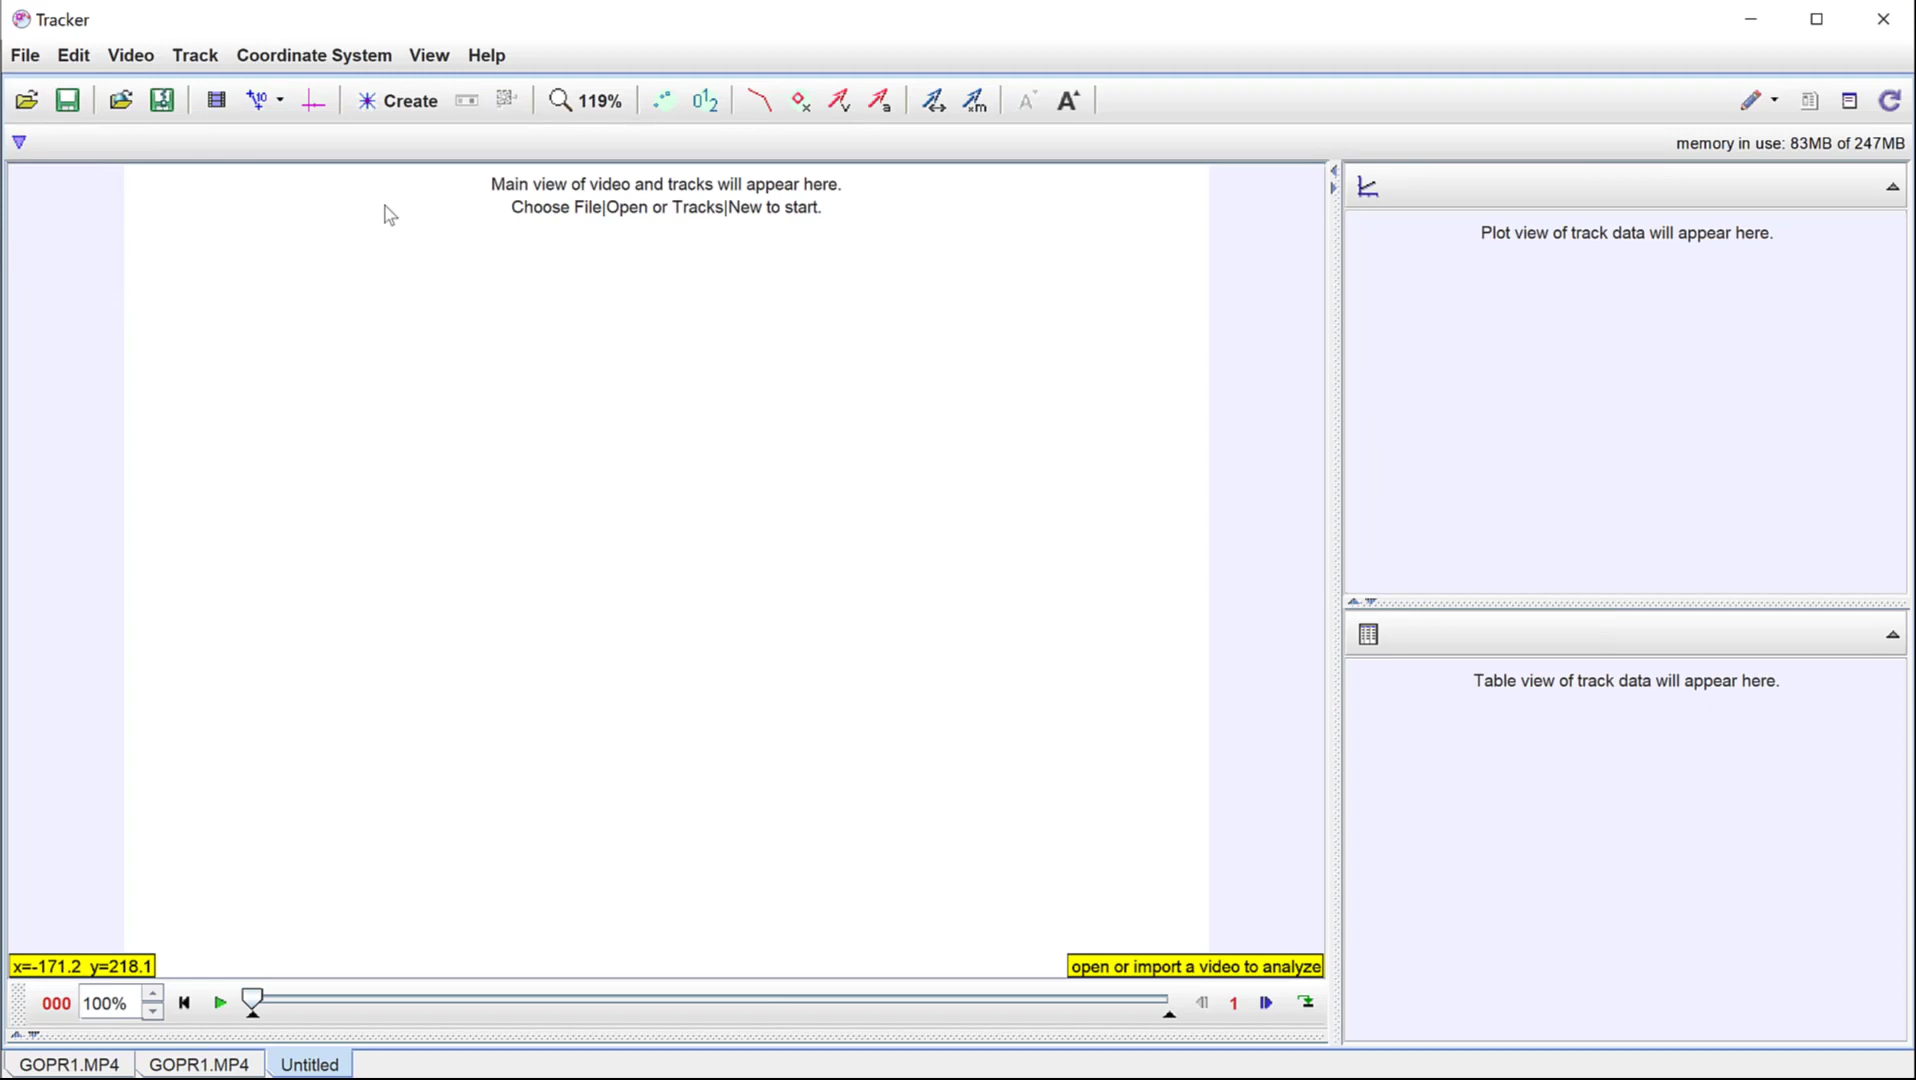 Tracker
File Edit Video Track Coordinate System View Help
Create 119%
memory in use: 83MB of 247MB
Main view of video and tracks will appear here.
Choose File|Open or Tracks|New to start.
Plot view of track data will appear here.
Table view of track data will appear here.
x=-171.2 y=218.1
open or import a video to analyze
000 100% 1
GOPR1.MP4 GOPR1.MP4 Untitled